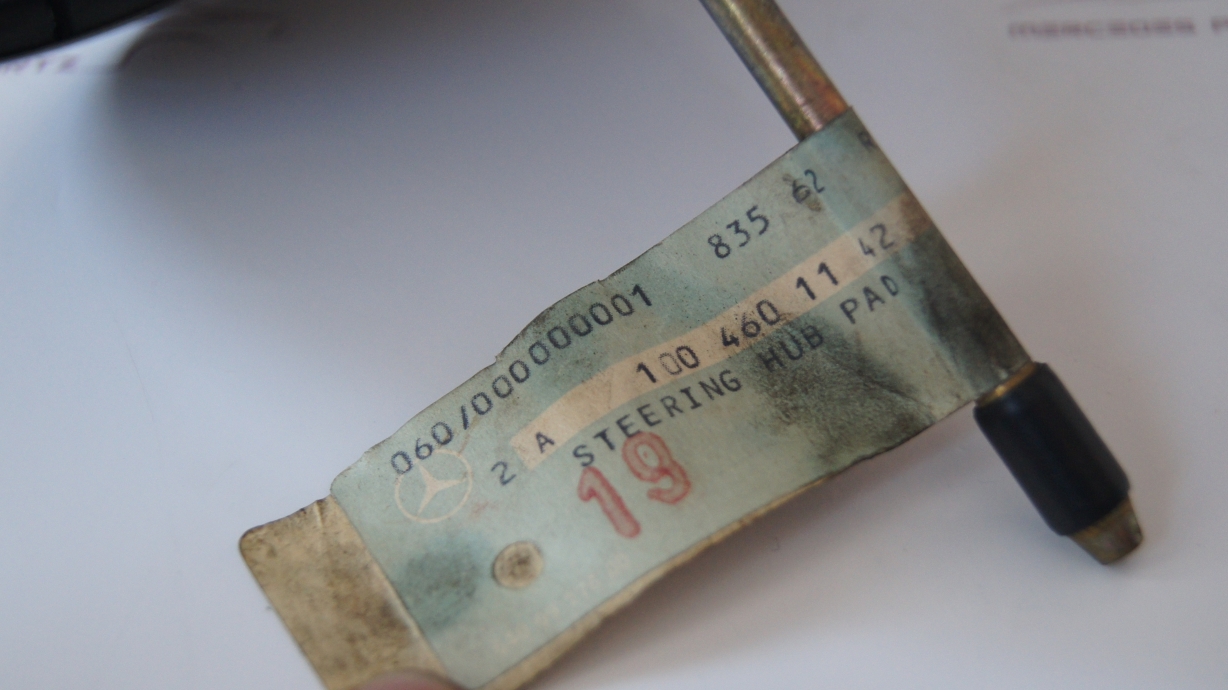 835 62 R
060/000000001
2 A 100 460 11 42
STEERING HUB PAD
19